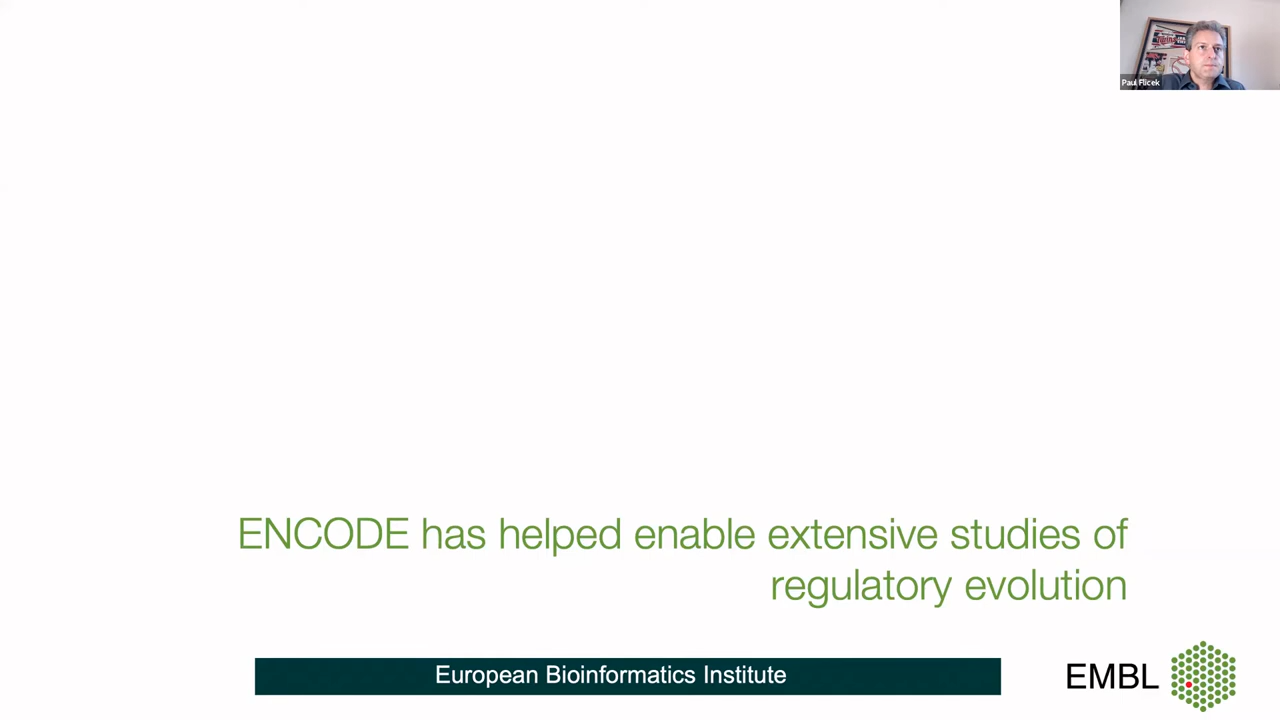 Paul Flicek
ENCODE has helped enable extensive studies of
regulatory evolution
European Bioinformatics Institute
EMBL